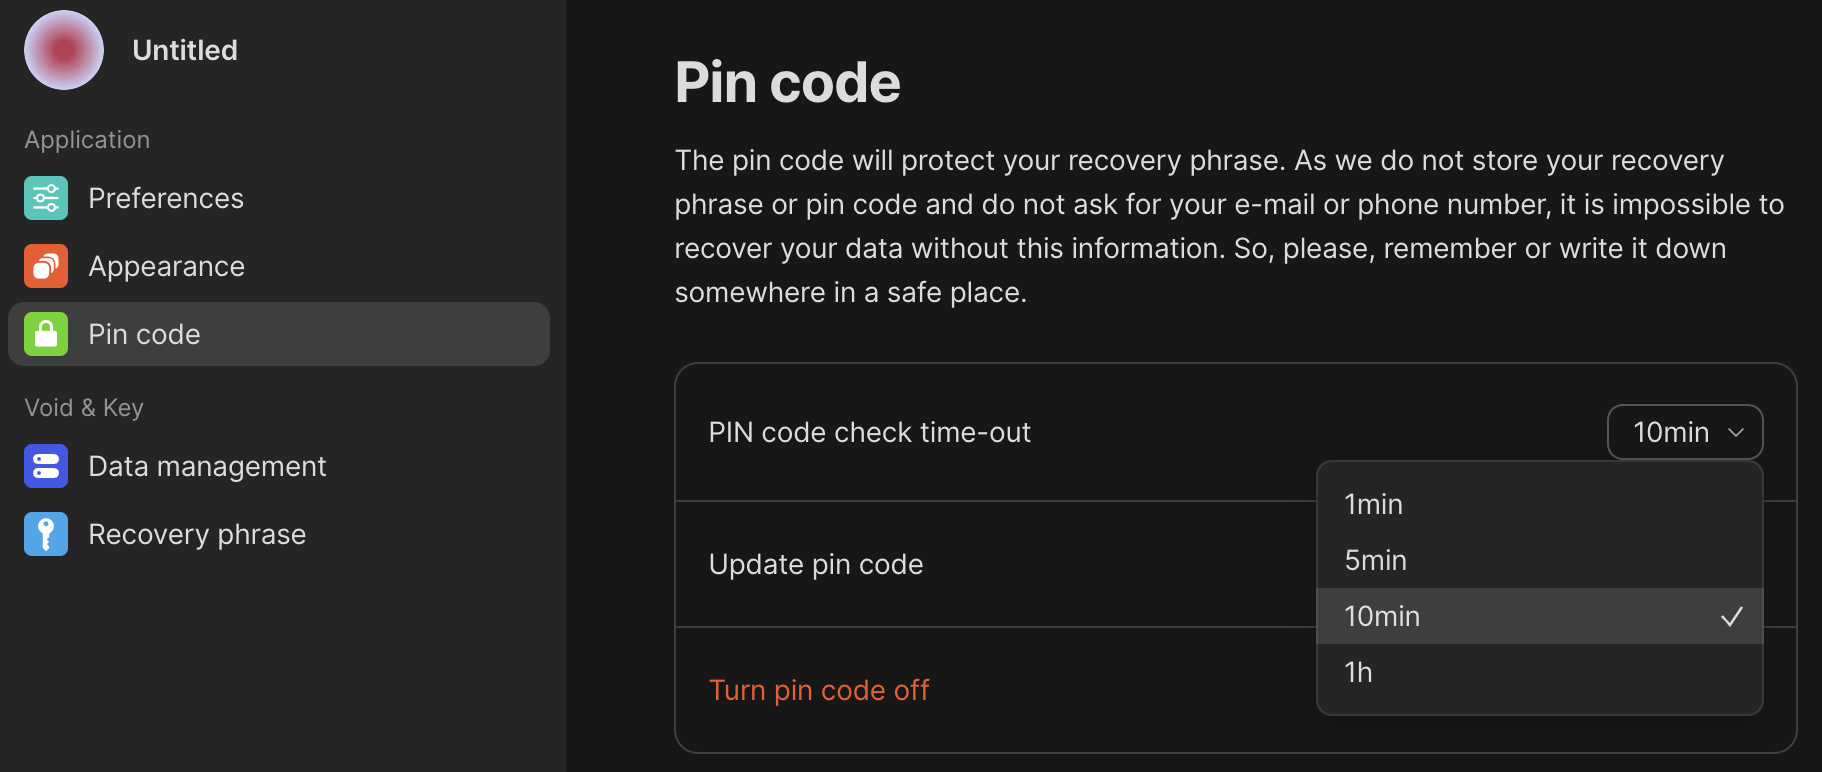 Untitled
Application
Preferences
Appearance
Pin code
Void & Key
Data management
Recovery phrase
Pin code
The pin code will protect your recovery phrase. As we do not store your recovery
phrase or pin code and do not ask for your e-mail or phone number, it is impossible to
recover your data without this information. So, please, remember or write it down
somewhere in a safe place.
PIN code check time-out
10min
1min
5min
10min
1h
Update pin code
Turn pin code off